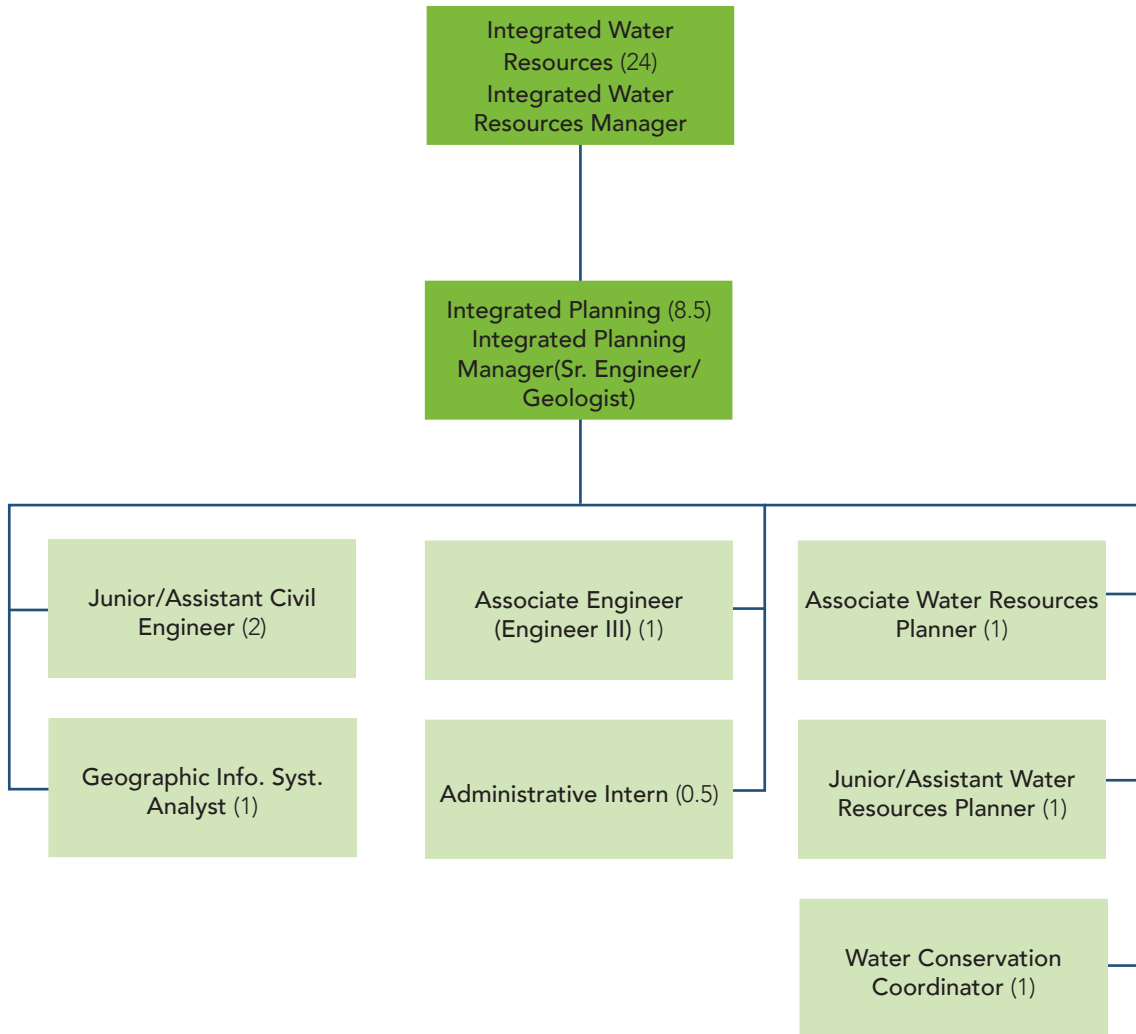 Integrated Water
Resources (24)
Integrated Water
Resources Manager
Integrated Planning (8.5)
Integrated Planning
Manager(Sr. Engineer/
Geologist)
Junior/Assistant Civil
Engineer (2)
Associate Engineer
(Engineer III) (1)
Associate Water Resources
Planner (1)
Geographic Info. Syst.
Analyst (1)
Administrative Intern (0.5)
Junior/Assistant Water
Resources Planner (1)
Water Conservation
Coordinator (1)